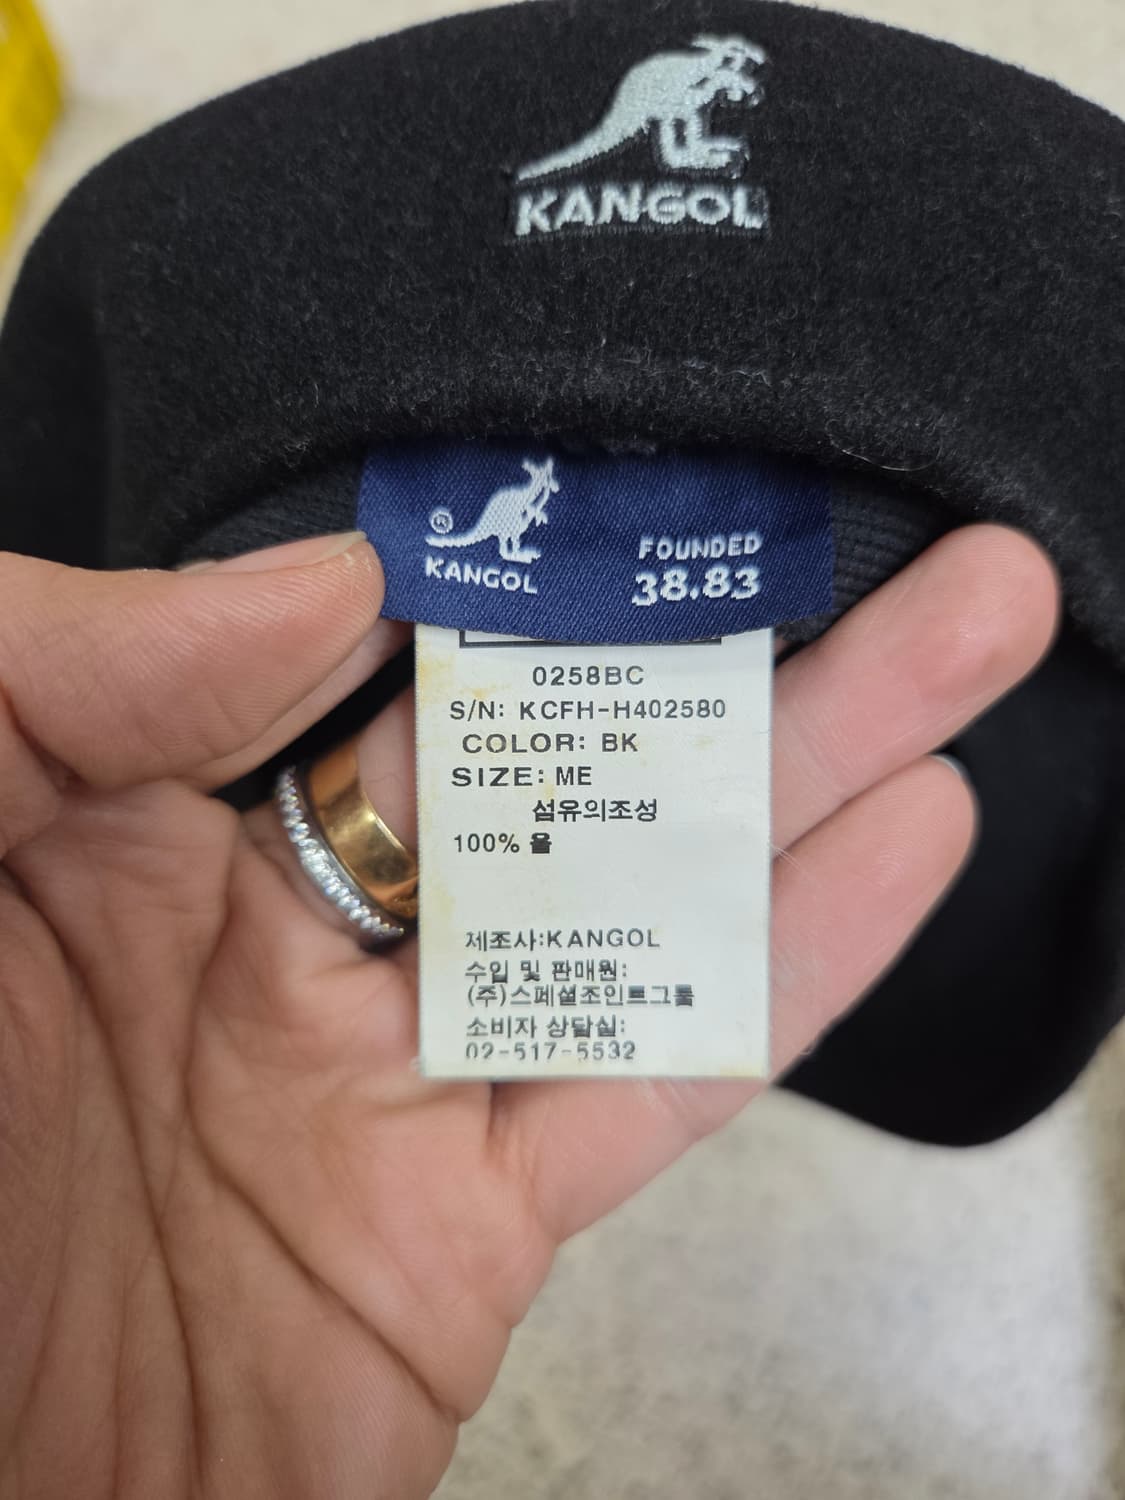 KANGOL
®
KANGOL
FOUNDED
38.83
0258BC
S/N: KCFH-H402580
COLOR: BK
SIZE: ME
섬유의조성
100% 울
제조사:KANGOL
수입 및 판매원:
(주)스페셜조인트그룹
소비자 상담실:
02-517-5532